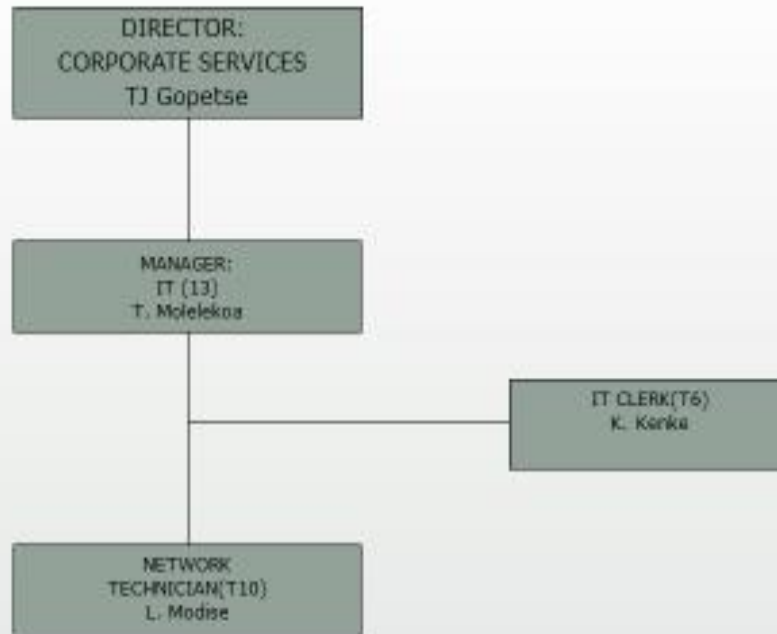 DIRECTOR:
CORPORATE SERVICES
TJ Gopetse
MANAGER:
IT (13)
T. Molelekoa
IT CLERK(T6)
K. Kenke
NETWORK
TECHNICIAN(T10)
L. Modise